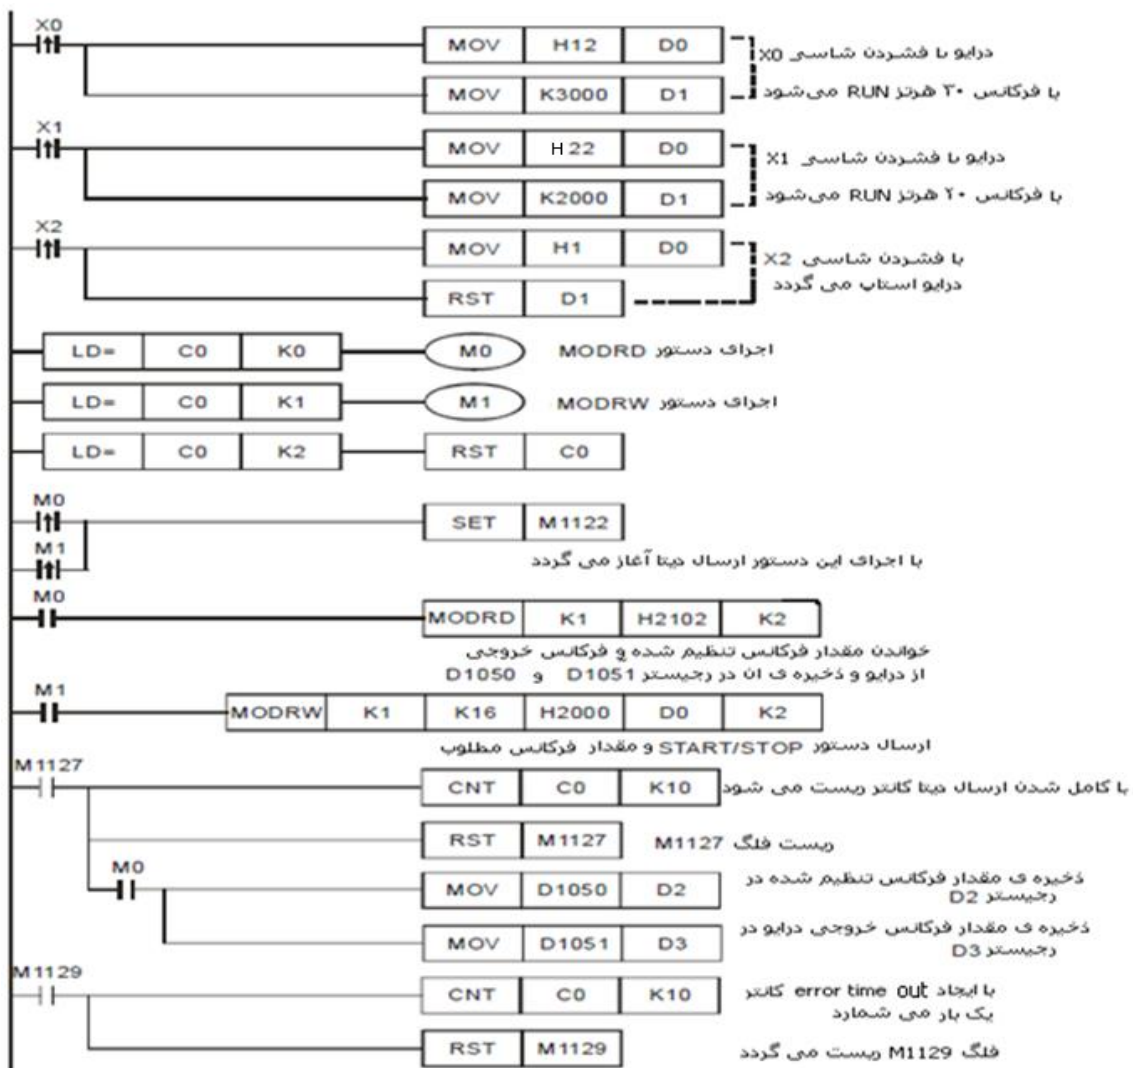 X0
MOV H12 D0
درایو با فشردن شاسی X0
MOV K3000 D1
با فرکانس ۳۰ هرتز RUN می‌شود
X1
MOV H 22 D0
درایو با فشردن شاسی X1
MOV K2000 D1
با فرکانس ۲۰ هرتز RUN می‌شود
X2
MOV H1 D0
با فشردن شاسی X2
درایو استاپ می گردد
RST D1
LD= C0 K0 M0 اجرای دستور MODRD
LD= C0 K1 M1 اجرای دستور MODRW
LD= C0 K2 RST C0
M0
SET M1122
M1
با اجرای این دستور ارسال دیتا آغاز می گردد
M0
MODRD K1 H2102 K2
خواندن مقدار فرکانس تنظیم شده و فرکانس خروجی
از درایو و ذخیره ی ان در رجیستر D1051 و D1050
M1
MODRW K1 K16 H2000 D0 K2
ارسال دستور START/STOP و مقدار فرکانس مطلوب
M1127
CNT C0 K10
با کامل شدن ارسال دیتا کانتر ریست می شود
RST M1127
ریست فلگ M1127
M0
MOV D1050 D2
ذخیره ی مقدار فرکانس تنظیم شده در
رجیستر D2
MOV D1051 D3
ذخیره ی مقدار فرکانس خروجی درایو در
رجیستر D3
M1129
CNT C0 K10
با ایجاد error time out کانتر
یک بار می شمارد
RST M1129
فلگ M1129 ریست می گردد